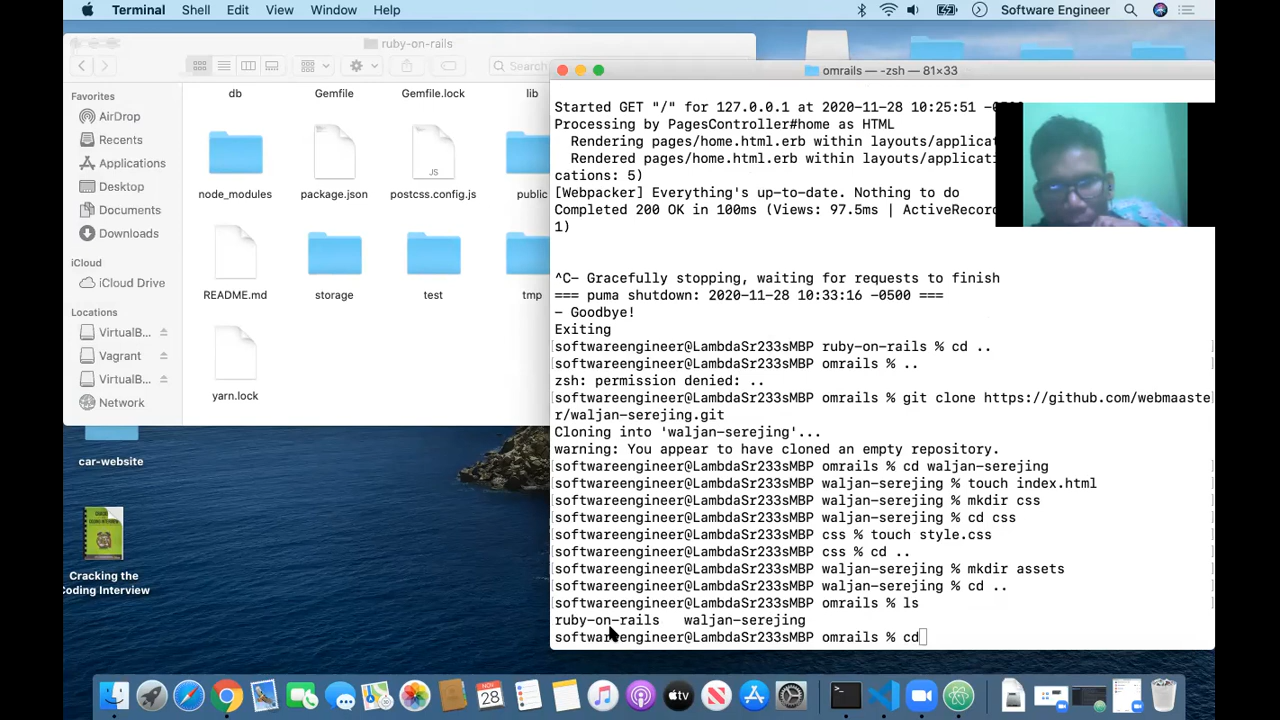 Terminal Shell Edit View Window Help Software Engineer
ruby-on-rails
Search
Favorites
AirDrop
Recents
Applications
Desktop
Documents
Downloads
iCloud
iCloud Drive
Locations
VirtualB...
Vagrant
VirtualB...
Network
db Gemfile Gemfile.lock lib
JS
node_modules package.json postcss.config.js public
README.md storage test tmp
yarn.lock
car-website
Cracking the
Coding Interview
omrails — -zsh — 81×33
Started GET "/" for 127.0.0.1 at 2020-11-28 10:25:51
Processing by PagesController#home as HTML
Rendering pages/home.html.erb within layouts/applicat
Rendered pages/home.html.erb within layouts/applicati
cations: 5)
[Webpacker] Everything's up-to-date. Nothing to do
Completed 200 OK in 100ms (Views: 97.5ms | ActiveRecor
1)
^C- Gracefully stopping, waiting for requests to finish
=== puma shutdown: 2020-11-28 10:33:16 -0500 ===
- Goodbye!
Exiting
softwareengineer@LambdaSr233sMBP ruby-on-rails % cd ..
softwareengineer@LambdaSr233sMBP omrails % ..
zsh: permission denied: ..
softwareengineer@LambdaSr233sMBP omrails % git clone https://github.com/webmaaste
r/waljan-serejing.git
Cloning into 'waljan-serejing'...
warning: You appear to have cloned an empty repository.
softwareengineer@LambdaSr233sMBP omrails % cd waljan-serejing
softwareengineer@LambdaSr233sMBP waljan-serejing % touch index.html
softwareengineer@LambdaSr233sMBP waljan-serejing % mkdir css
softwareengineer@LambdaSr233sMBP waljan-serejing % cd css
softwareengineer@LambdaSr233sMBP css % touch style.css
softwareengineer@LambdaSr233sMBP css % cd ..
softwareengineer@LambdaSr233sMBP waljan-serejing % mkdir assets
softwareengineer@LambdaSr233sMBP waljan-serejing % cd ..
softwareengineer@LambdaSr233sMBP omrails % ls
ruby-on-rails waljan-serejing
softwareengineer@LambdaSr233sMBP omrails % cd
NOV
28
tv